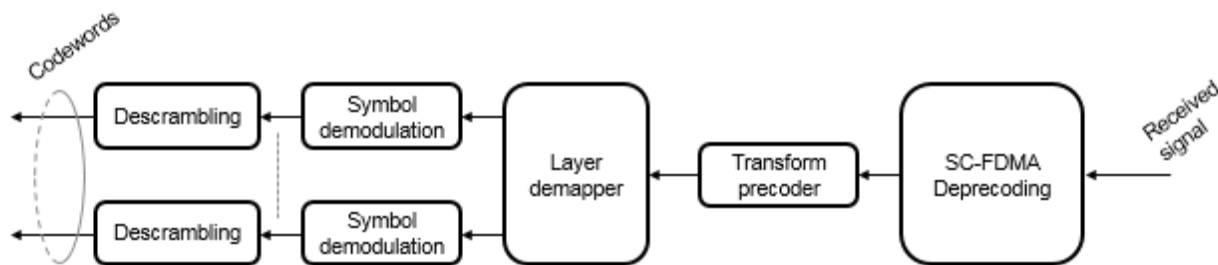 Codewords
Descrambling
Symbol
demodulation
Layer
demapper
Transform
precoder
SC-FDMA
Deprecoding
Received
signal
Descrambling
Symbol
demodulation